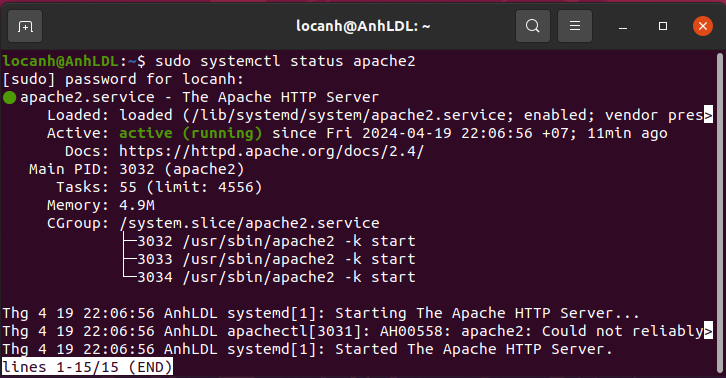 locanh@AnhLDL: ~
locanh@AnhLDL:~$ sudo systemctl status apache2
[sudo] password for locanh:
● apache2.service - The Apache HTTP Server
     Loaded: loaded (/lib/systemd/system/apache2.service; enabled; vendor pres>
     Active: active (running) since Fri 2024-04-19 22:06:56 +07; 11min ago
       Docs: https://httpd.apache.org/docs/2.4/
   Main PID: 3032 (apache2)
      Tasks: 55 (limit: 4556)
     Memory: 4.9M
     CGroup: /system.slice/apache2.service
             ├─3032 /usr/sbin/apache2 -k start
             ├─3033 /usr/sbin/apache2 -k start
             └─3034 /usr/sbin/apache2 -k start
Thg 4 19 22:06:56 AnhLDL systemd[1]: Starting The Apache HTTP Server...
Thg 4 19 22:06:56 AnhLDL apachectl[3031]: AH00558: apache2: Could not reliably>
Thg 4 19 22:06:56 AnhLDL systemd[1]: Started The Apache HTTP Server.
lines 1-15/15 (END)